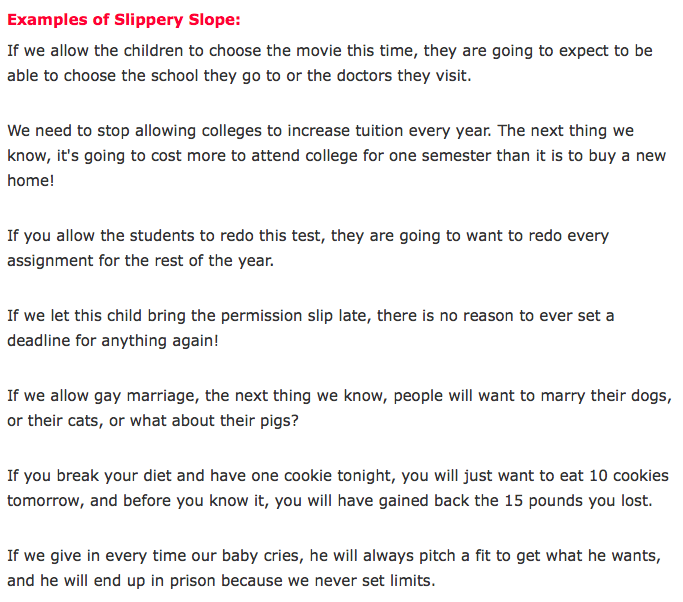 Examples of Slippery Slope:
If we allow the children to choose the movie this time, they are going to expect to be
able to choose the school they go to or the doctors they visit.
We need to stop allowing colleges to increase tuition every year. The next thing we
know, it's going to cost more to attend college for one semester than it is to buy a new
home!
If you allow the students to redo this test, they are going to want to redo every
assignment for the rest of the year.
If we let this child bring the permission slip late, there is no reason to ever set a
deadline for anything again!
If we allow gay marriage, the next thing we know, people will want to marry their dogs,
or their cats, or what about their pigs?
If you break your diet and have one cookie tonight, you will just want to eat 10 cookies
tomorrow, and before you know it, you will have gained back the 15 pounds you lost.
If we give in every time our baby cries, he will always pitch a fit to get what he wants,
and he will end up in prison because we never set limits.